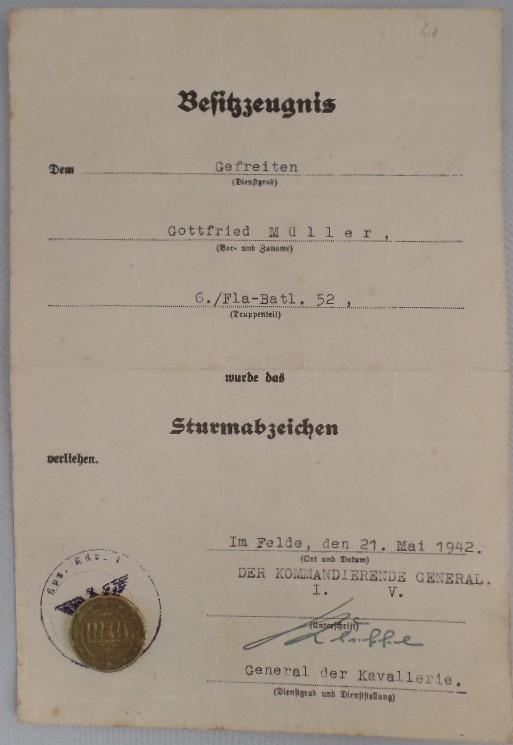 Besitzzeugnis
Dem Gefreiten
(Dienstgrad)
Gottfried Müller,
(Vor- und Zuname)
6./Fla-Batl. 52 ,
(Truppenteil)
wurde das
Sturmabzeichen
verliehen.
Im Felde, den 21. Mai 1942.
(Ort und Datum)
DER KOMMANDIERENDE GENERAL.
I. V.
(Unterschrift)
General der Kavallerie.
(Dienstgrad und Dienststellung)